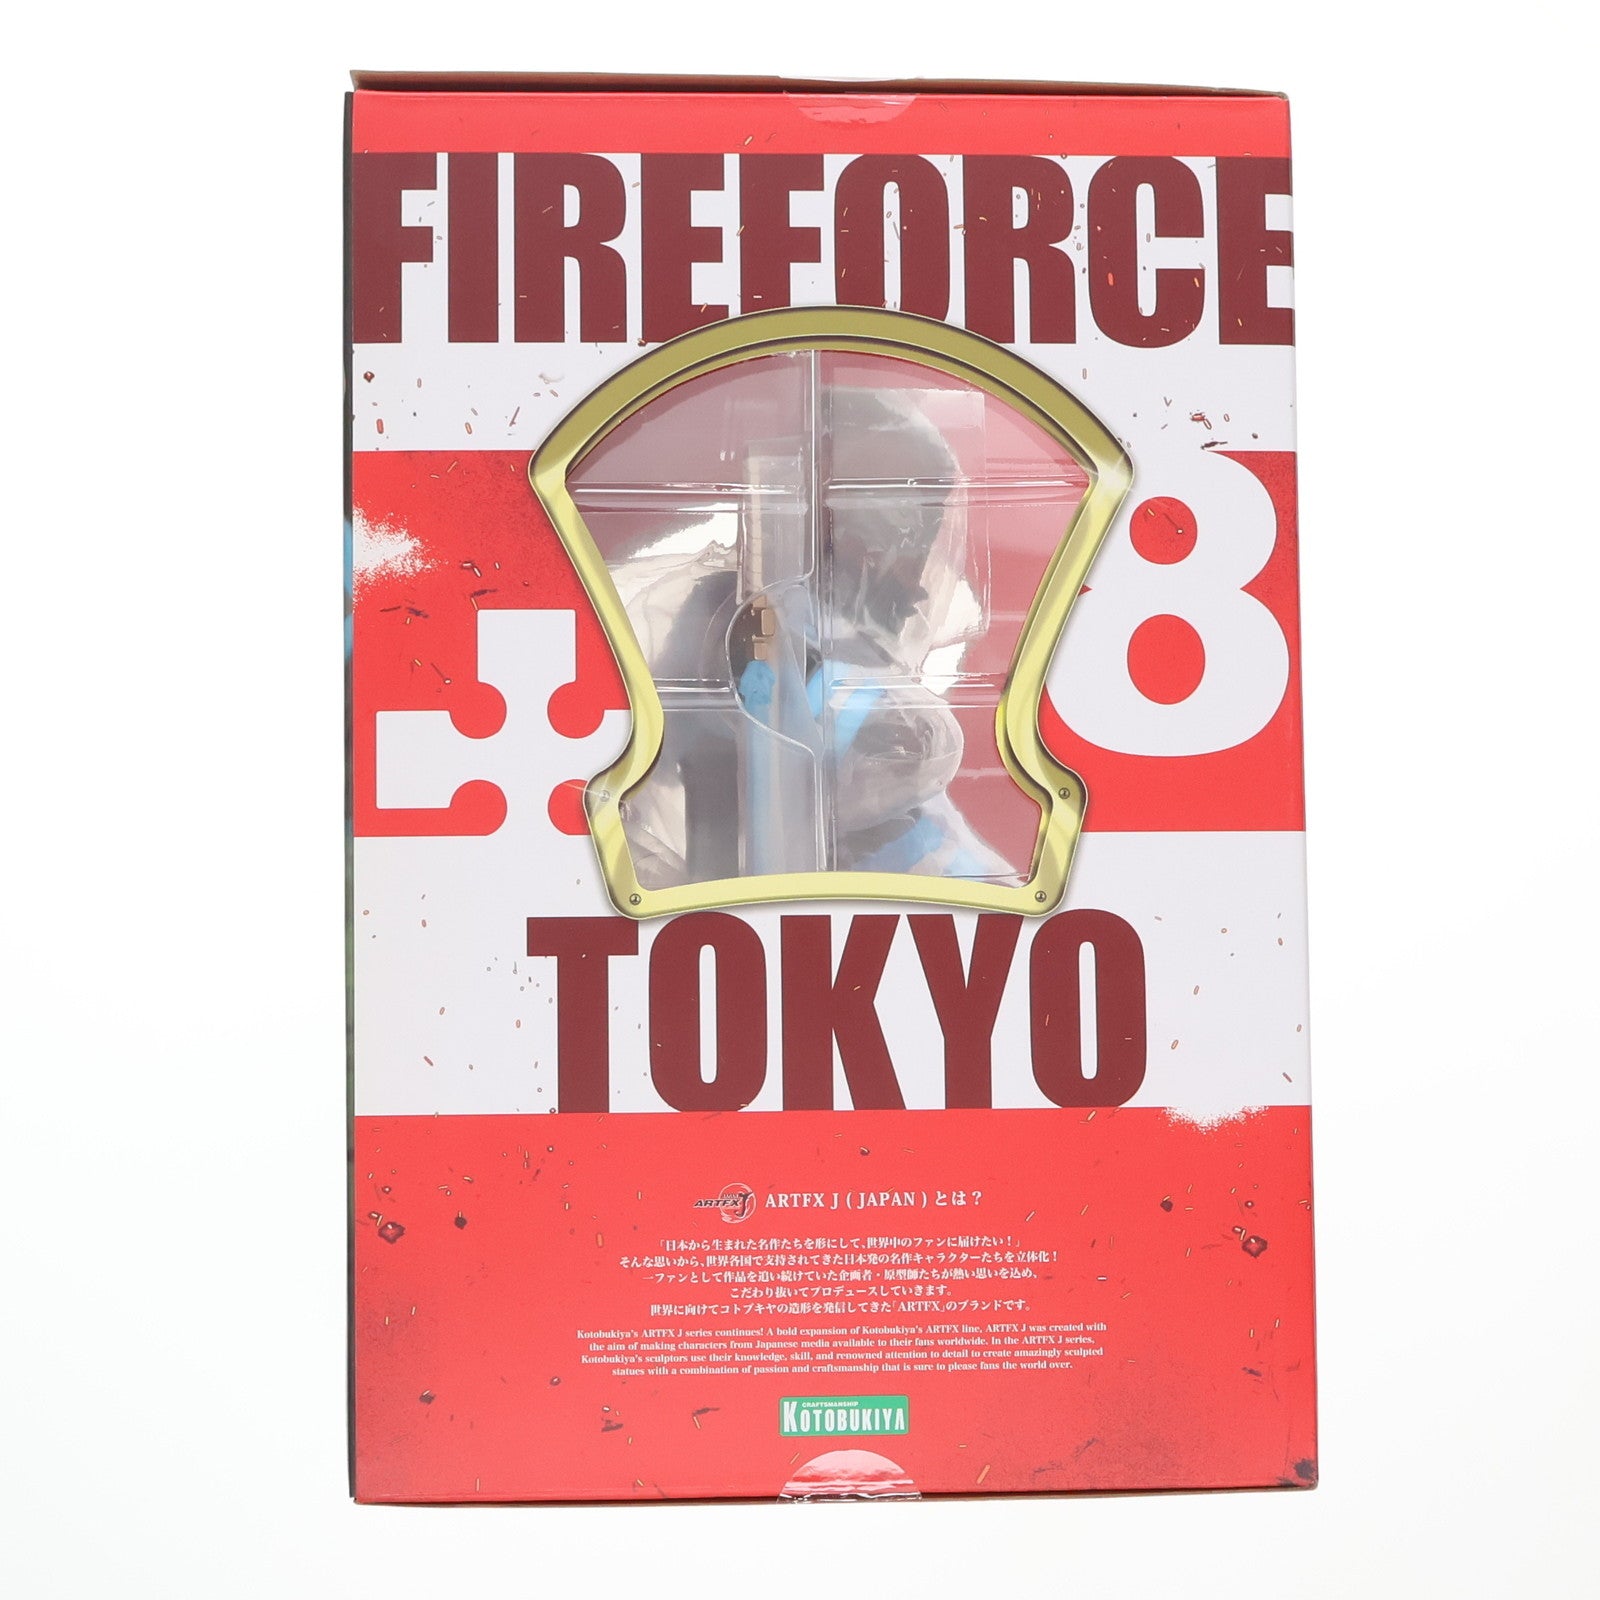 FIREFORCE
8
TOKYO
ARTFX J ARTFX J ( JAPAN ) とは？
「日本から生まれた名作たちを形にして、世界中のファンに届けたい！」
そんな思いから、世界各国で支持されてきた日本発の名作キャラクターたちを立体化！
一ファンとして作品を追い続けていた企画者・原型師たちが熱い思いを込め、
こだわり抜いてプロデュースしていきます。
世界に向けてコトブキヤの造形を発信してきた「ARTFX」のブランドです。
Kotobukiya's ARTFX J series continues! A bold expansion of Kotobukiya's ARTFX line, ARTFX J was created with
the aim of making characters from Japanese media available to their fans worldwide. In the ARTFX J series,
Kotobukiya's sculptors use their knowledge, skill, and renowned attention to detail to create amazingly sculpted
statues with a combination of passion and craftsmanship that is sure to please fans the world over.
CRAFTSMANSHIP
KOTOBUKIYA